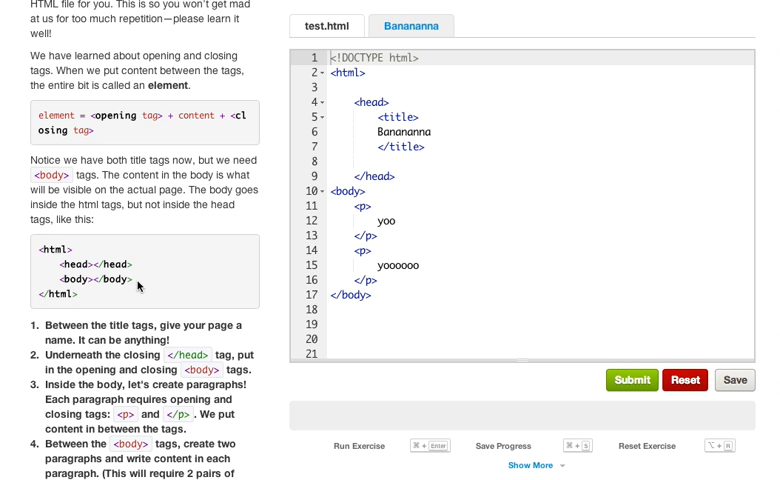 HTML file for you. This is so you won't get mad
at us for too much repetition—please learn it
well!
We have learned about opening and closing
tags. When we put content between the tags,
the entire bit is called an element.
element = <opening tag> + content + <cl
osing tag>
Notice we have both title tags now, but we need
<body> tags. The content in the body is what
will be visible on the actual page. The body goes
inside the html tags, but not inside the head
tags, like this:
<html>
<head></head>
<body></body>
</html>
1. Between the title tags, give your page a
name. It can be anything!
2. Underneath the closing </head> tag, put
in the opening and closing <body> tags.
3. Inside the body, let's create paragraphs!
Each paragraph requires opening and
closing tags: <p> and </p>. We put
content in between the tags.
4. Between the <body> tags, create two
paragraphs and write content in each
paragraph. (This will require 2 pairs of
test.html Banananna
1 <!DOCTYPE html>
2 <html>
3
4 <head>
5 <title>
6 Banananna
7 </title>
8
9 </head>
10 <body>
11 <p>
12 yoo
13 </p>
14 <p>
15 yoooooo
16 </p>
17 </body>
18
19
20
21
Submit Reset Save
Run Exercise ⌘ + Enter Save Progress ⌘ + S Reset Exercise ⌥ + R
Show More